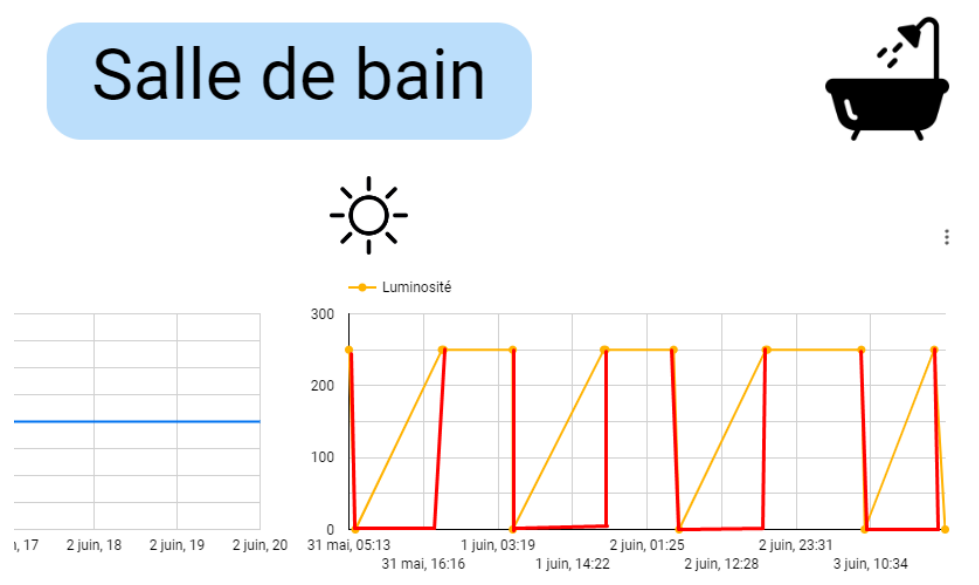 Salle de bain
Luminosité
300
200
100
0
31 mai, 05:13
1 juin, 03:19
2 juin, 01:25
2 juin, 23:31
31 mai, 16:16
1 juin, 14:22
2 juin, 12:28
3 juin, 10:34
, 17
2 juin, 18
2 juin, 19
2 juin, 20